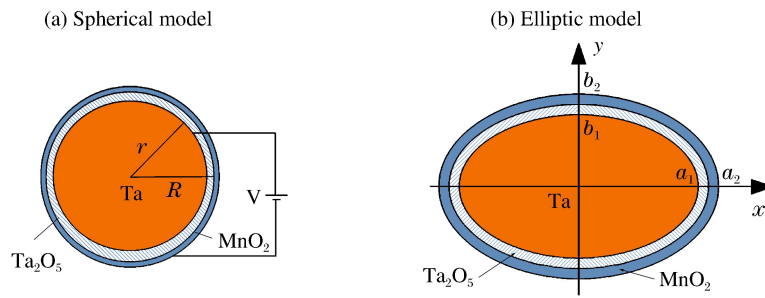 (a) Spherical model
r
Ta
R
V
Ta₂O₅
MnO₂
(b) Elliptic model
y
b₂
b₁
a₁
a₂
Ta
x
Ta₂O₅
MnO₂